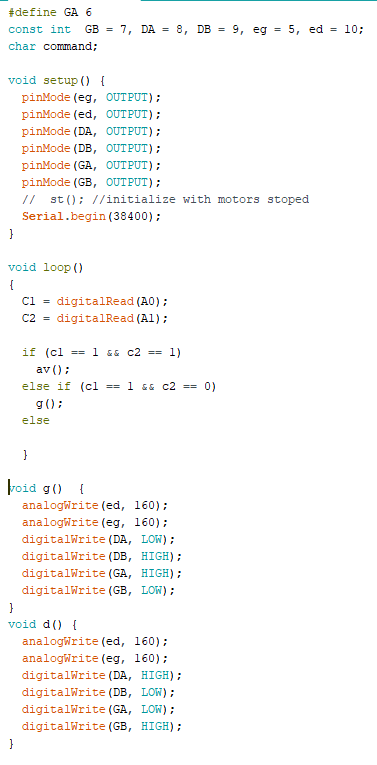 #define GA 6
const int  GB = 7, DA = 8, DB = 9, eg = 5, ed = 10;
char command;

void setup() {
  pinMode(eg, OUTPUT);
  pinMode(ed, OUTPUT);
  pinMode(DA, OUTPUT);
  pinMode(DB, OUTPUT);
  pinMode(GA, OUTPUT);
  pinMode(GB, OUTPUT);
  //  st(); //initialize with motors stoped
  Serial.begin(38400);
}

void loop()
{
  C1 = digitalRead(A0);
  C2 = digitalRead(A1);

  if (c1 == 1 && c2 == 1)
    av();
  else if (c1 == 1 && c2 == 0)
    g();
  else

  }

void g()  {
  analogWrite(ed, 160);
  analogWrite(eg, 160);
  digitalWrite(DA, LOW);
  digitalWrite(DB, HIGH);
  digitalWrite(GA, HIGH);
  digitalWrite(GB, LOW);
}
void d() {
  analogWrite(ed, 160);
  analogWrite(eg, 160);
  digitalWrite(DA, HIGH);
  digitalWrite(DB, LOW);
  digitalWrite(GA, LOW);
  digitalWrite(GB, HIGH);
}